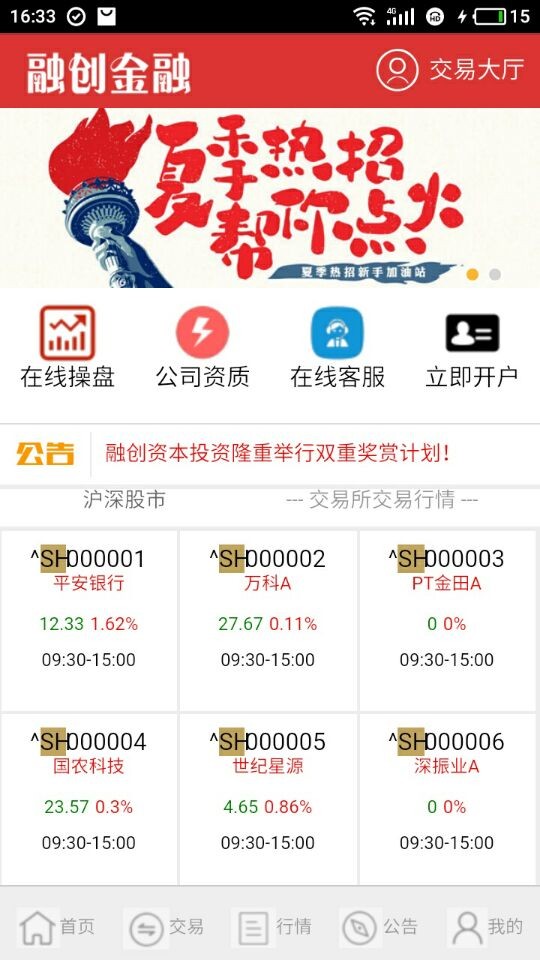 16:33
4G
HD
15
融创金融
交易大厅
夏季热招
帮你点火
夏季热招新手加油站
在线操盘
公司资质
在线客服
立即开户
公告
融创资本投资隆重举行双重奖赏计划！
沪深股市
--- 交易所交易行情 ---
^SH000001
平安银行
12.33 1.62%
09:30-15:00
^SH000002
万科A
27.67 0.11%
09:30-15:00
^SH000003
PT金田A
0 0%
09:30-15:00
^SH000004
国农科技
23.57 0.3%
09:30-15:00
^SH000005
世纪星源
4.65 0.86%
09:30-15:00
^SH000006
深振业A
0 0%
09:30-15:00
首页
交易
行情
公告
我的